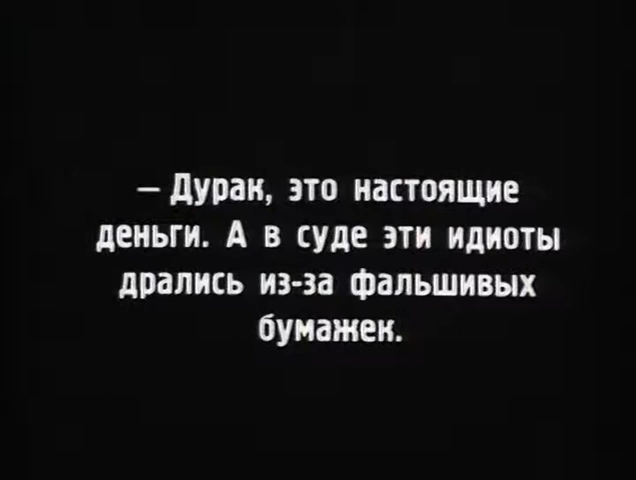 – Дурак, это настоящие
деньги. А в суде эти идиоты
дрались из-за фальшивых
бумажек.